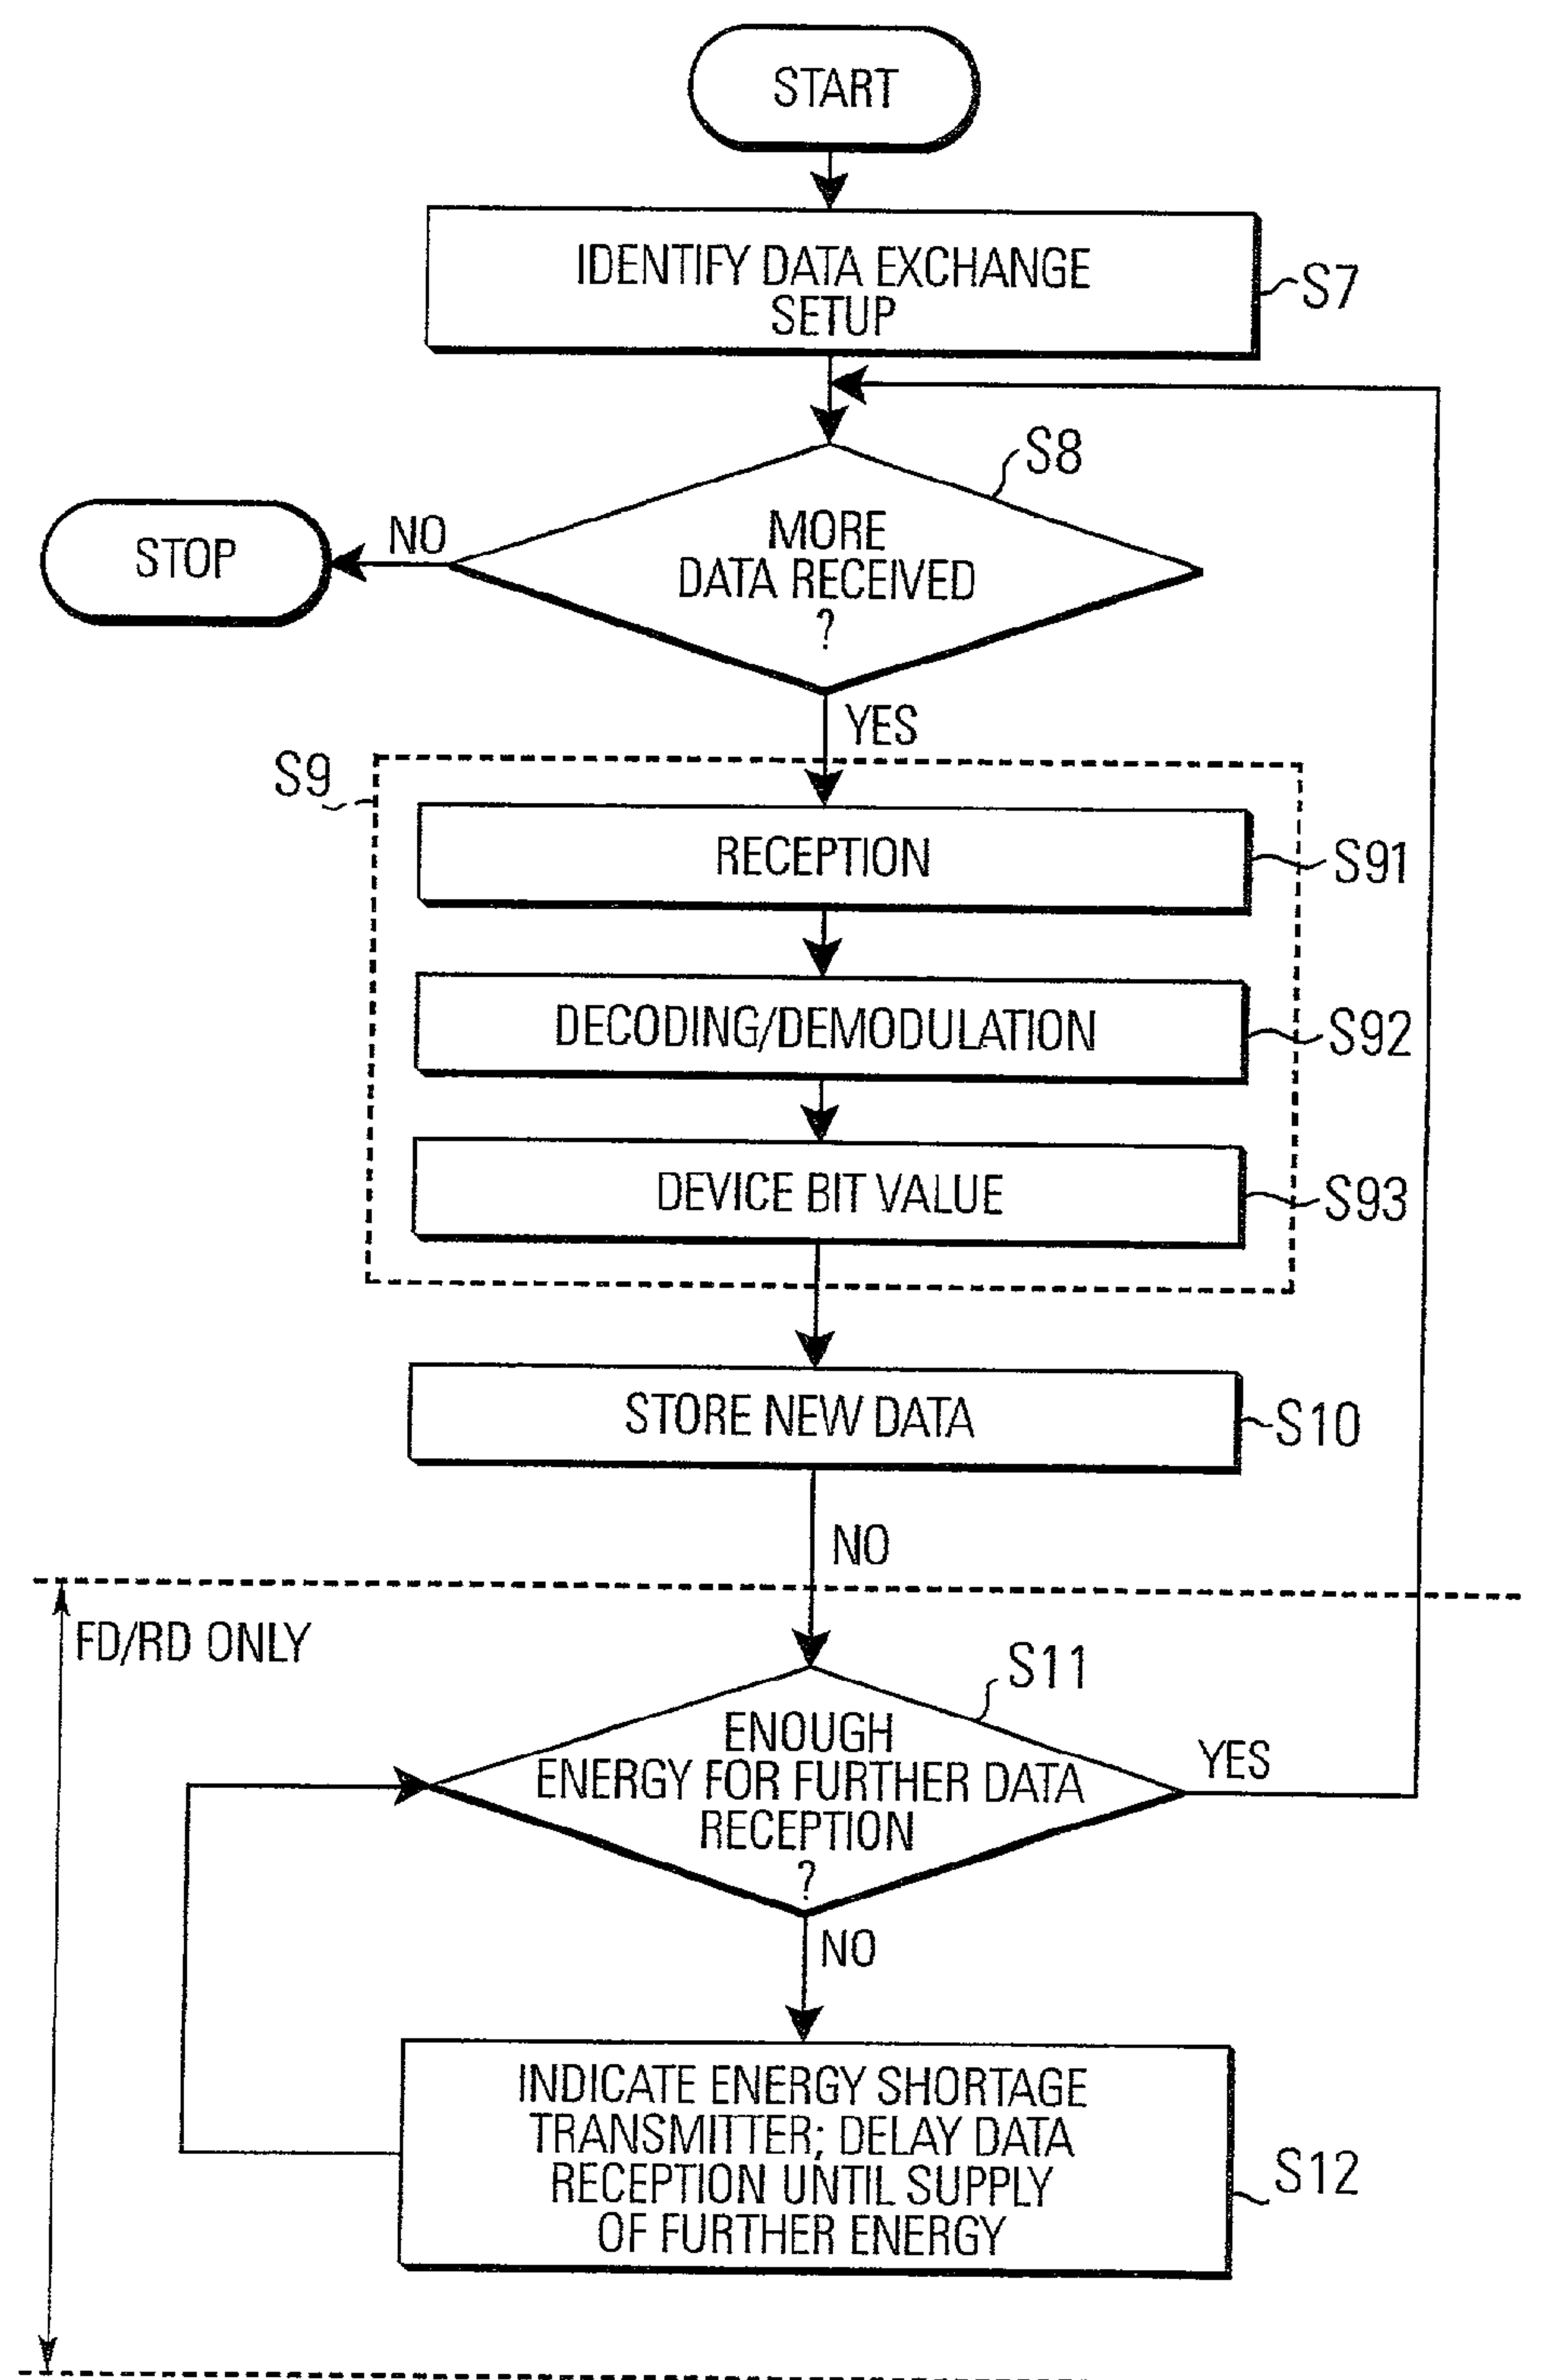 START
IDENTIFY DATA EXCHANGE
SETUP
S7
S8
STOP
NO
MORE
DATA RECEIVED
?
YES
S9
RECEPTION
S91
DECODING/DEMODULATION
S92
DEVICE BIT VALUE
S93
STORE NEW DATA
S10
NO
FD/RD ONLY
S11
ENOUGH
ENERGY FOR FURTHER DATA
RECEPTION
?
YES
NO
INDICATE ENERGY SHORTAGE
TRANSMITTER; DELAY DATA
RECEPTION UNTIL SUPPLY
OF FURTHER ENERGY
S12